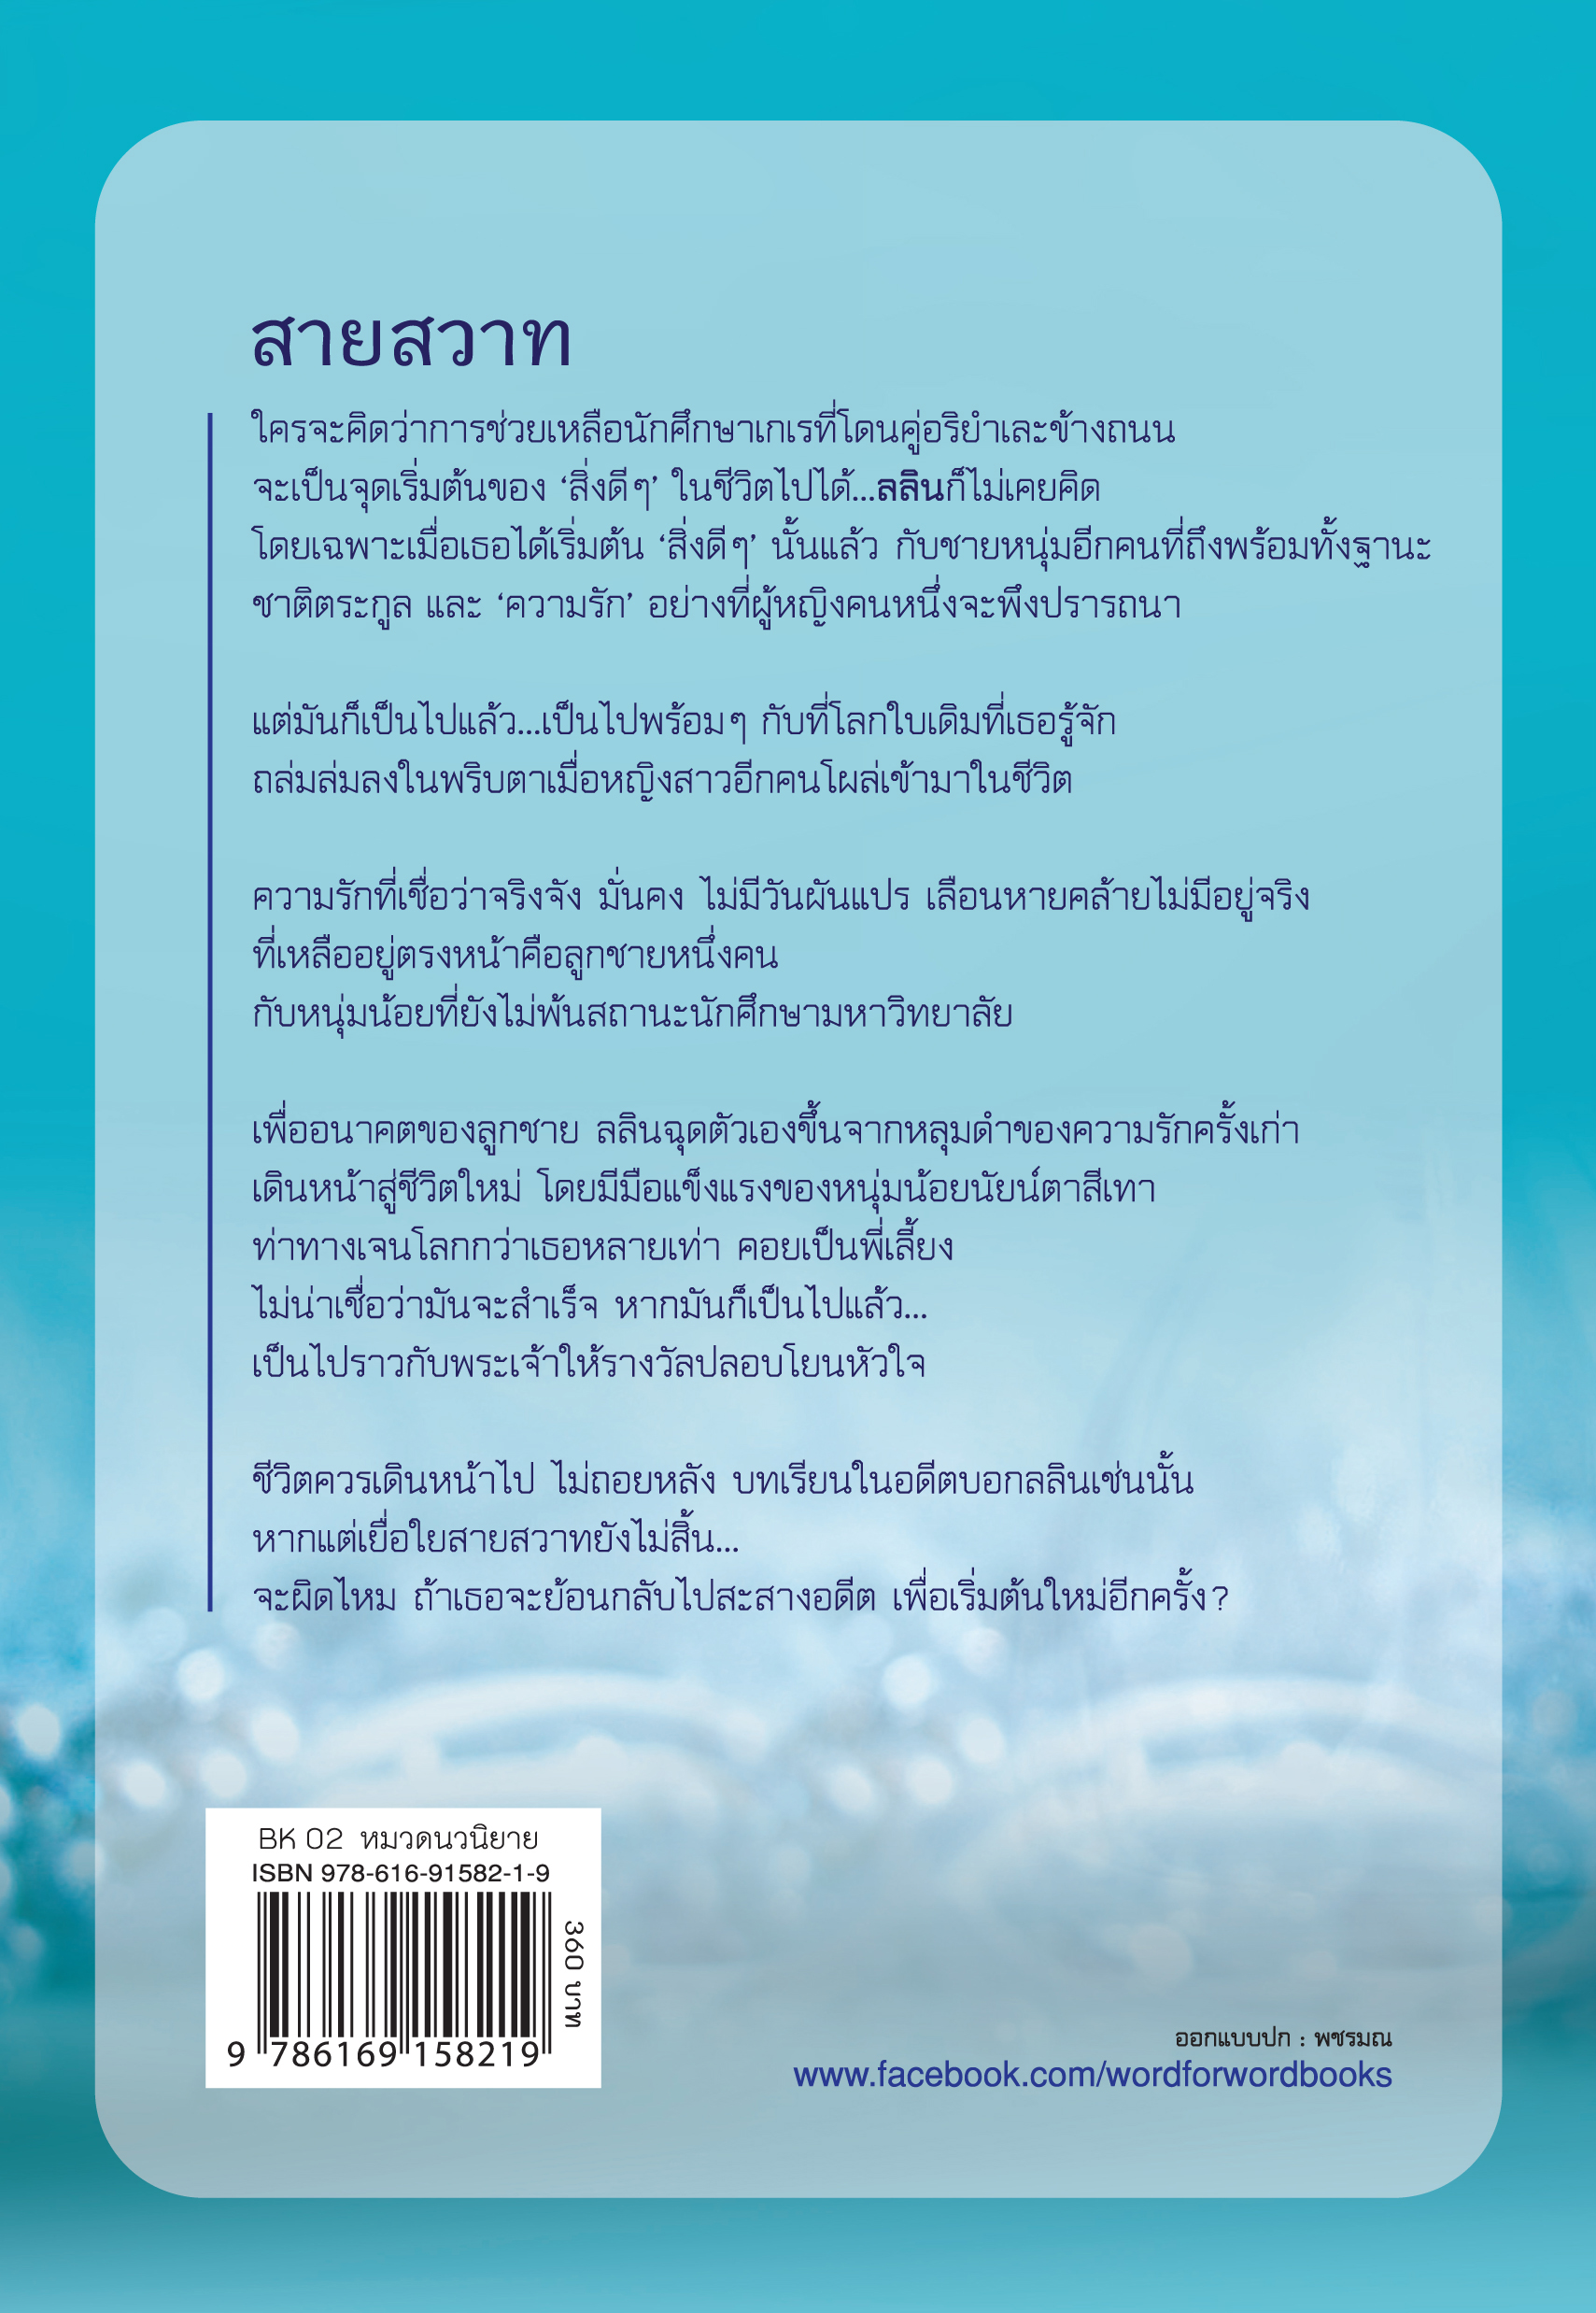 สายสวาท
ใครจะคิดว่าการช่วยเหลือนักศึกษาเกเรที่โดนคู่อริยำเละข้างถนน
จะเป็นจุดเริ่มต้นของ ‘สิ่งดีๆ’ ในชีวิตไปได้...ลลินก็ไม่เคยคิด
โดยเฉพาะเมื่อเธอได้เริ่มต้น ‘สิ่งดีๆ’ นั้นแล้ว กับชายหนุ่มอีกคนที่ถึงพร้อมทั้งฐานะ
ชาติตระกูล และ ‘ความรัก’ อย่างที่ผู้หญิงคนหนึ่งจะพึงปรารถนา
แต่มันก็เป็นไปแล้ว...เป็นไปพร้อมๆ กับที่โลกใบเดิมที่เธอรู้จัก
ถล่มล่มลงในพริบตาเมื่อหญิงสาวอีกคนโผล่เข้ามาในชีวิต
ความรักที่เชื่อว่าจริงจัง มั่นคง ไม่มีวันผันแปร เลือนหายคล้ายไม่มีอยู่จริง
ที่เหลืออยู่ตรงหน้าคือลูกชายหนึ่งคน
กับหนุ่มน้อยที่ยังไม่พ้นสถานะนักศึกษามหาวิทยาลัย
เพื่ออนาคตของลูกชาย ลลินฉุดตัวเองขึ้นจากหลุมดำของความรักครั้งเก่า
เดินหน้าสู่ชีวิตใหม่ โดยมีมือแข็งแรงของหนุ่มน้อยนัยน์ตาสีเทา
ท่าทางเจนโลกกว่าเธอหลายเท่า คอยเป็นพี่เลี้ยง
ไม่น่าเชื่อว่ามันจะสำเร็จ หากมันก็เป็นไปแล้ว...
เป็นไปราวกับพระเจ้าให้รางวัลปลอบโยนหัวใจ
ชีวิตควรเดินหน้าไป ไม่ถอยหลัง บทเรียนในอดีตบอกลลินเช่นนั้น
หากแต่เยื่อใยสายสวาทยังไม่สิ้น...
จะผิดไหม ถ้าเธอจะย้อนกลับไปสะสางอดีต เพื่อเริ่มต้นใหม่อีกครั้ง?
BK 02 หมวดนวนิยาย
ISBN 978-616-91582-1-9
360 บาท
9 786169 158219
ออกแบบปก : พชรมณ
www.facebook.com/wordforwordbooks